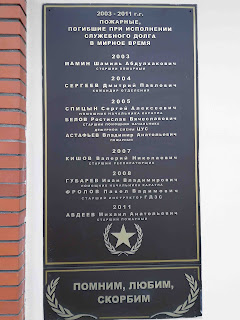 2003 - 2011 г.г.
ПОЖАРНЫЕ,
ПОГИБШИЕ ПРИ ИСПОЛНЕНИИ
СЛУЖЕБНОГО ДОЛГА
В МИРНОЕ ВРЕМЯ
2003
МАМИН Шамиль Абдулхакович
СТАРШИЙ ПОЖАРНЫЙ
2004
СЕРГЕЕВ Дмитрий Павлович
КОМАНДИР ОТДЕЛЕНИЯ
2005
СПИЦЫН Сергей Алексеевич
ПОМОЩНИК НАЧАЛЬНИКА КАРАУЛА
БЕЛОВ Ростислав Вячеславович
СТАРШИЙ ПОМОЩНИК НАЧАЛЬНИКА
ДЕЖУРНОЙ СМЕНЫ ЦУС
АСТАФЬЕВ Владимир Анатольевич
ПОЖАРНЫЙ
2007
КИШОВ Валерий Николаевич
СТАРШИЙ РЕСПИРАТОРЩИК
2008
ГУБАРЕВ Иван Владимирович
ПОМОЩНИК НАЧАЛЬНИКА КАРАУЛА
ФРОЛОВ Павел Вадимович
СТАРШИЙ ИНСТРУКТОР ГДЗС
2011
АВДЕЕВ Михаил Анатольевич
СТАРШИЙ ПОЖАРНЫЙ
ПОМНИМ, ЛЮБИМ,
СКОРБИМ